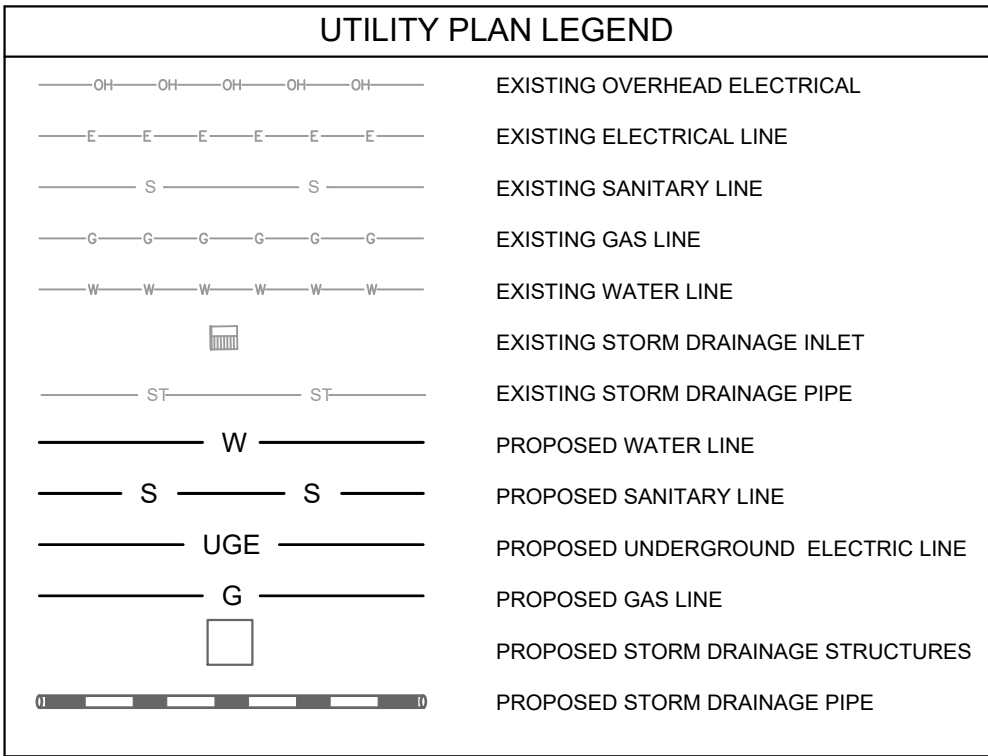 UTILITY PLAN LEGEND
OH OH OH OH OH EXISTING OVERHEAD ELECTRICAL
E E E E E E EXISTING ELECTRICAL LINE
S S EXISTING SANITARY LINE
G G G G G G EXISTING GAS LINE
W W W W W W EXISTING WATER LINE
EXISTING STORM DRAINAGE INLET
ST ST EXISTING STORM DRAINAGE PIPE
W PROPOSED WATER LINE
S S PROPOSED SANITARY LINE
UGE PROPOSED UNDERGROUND ELECTRIC LINE
G PROPOSED GAS LINE
PROPOSED STORM DRAINAGE STRUCTURES
PROPOSED STORM DRAINAGE PIPE